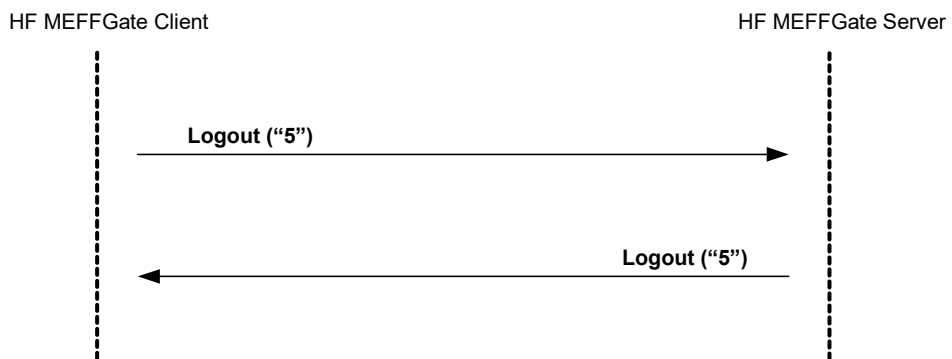 HF MEFFGate Client
HF MEFFGate Server
Logout (“5”)
Logout (“5”)